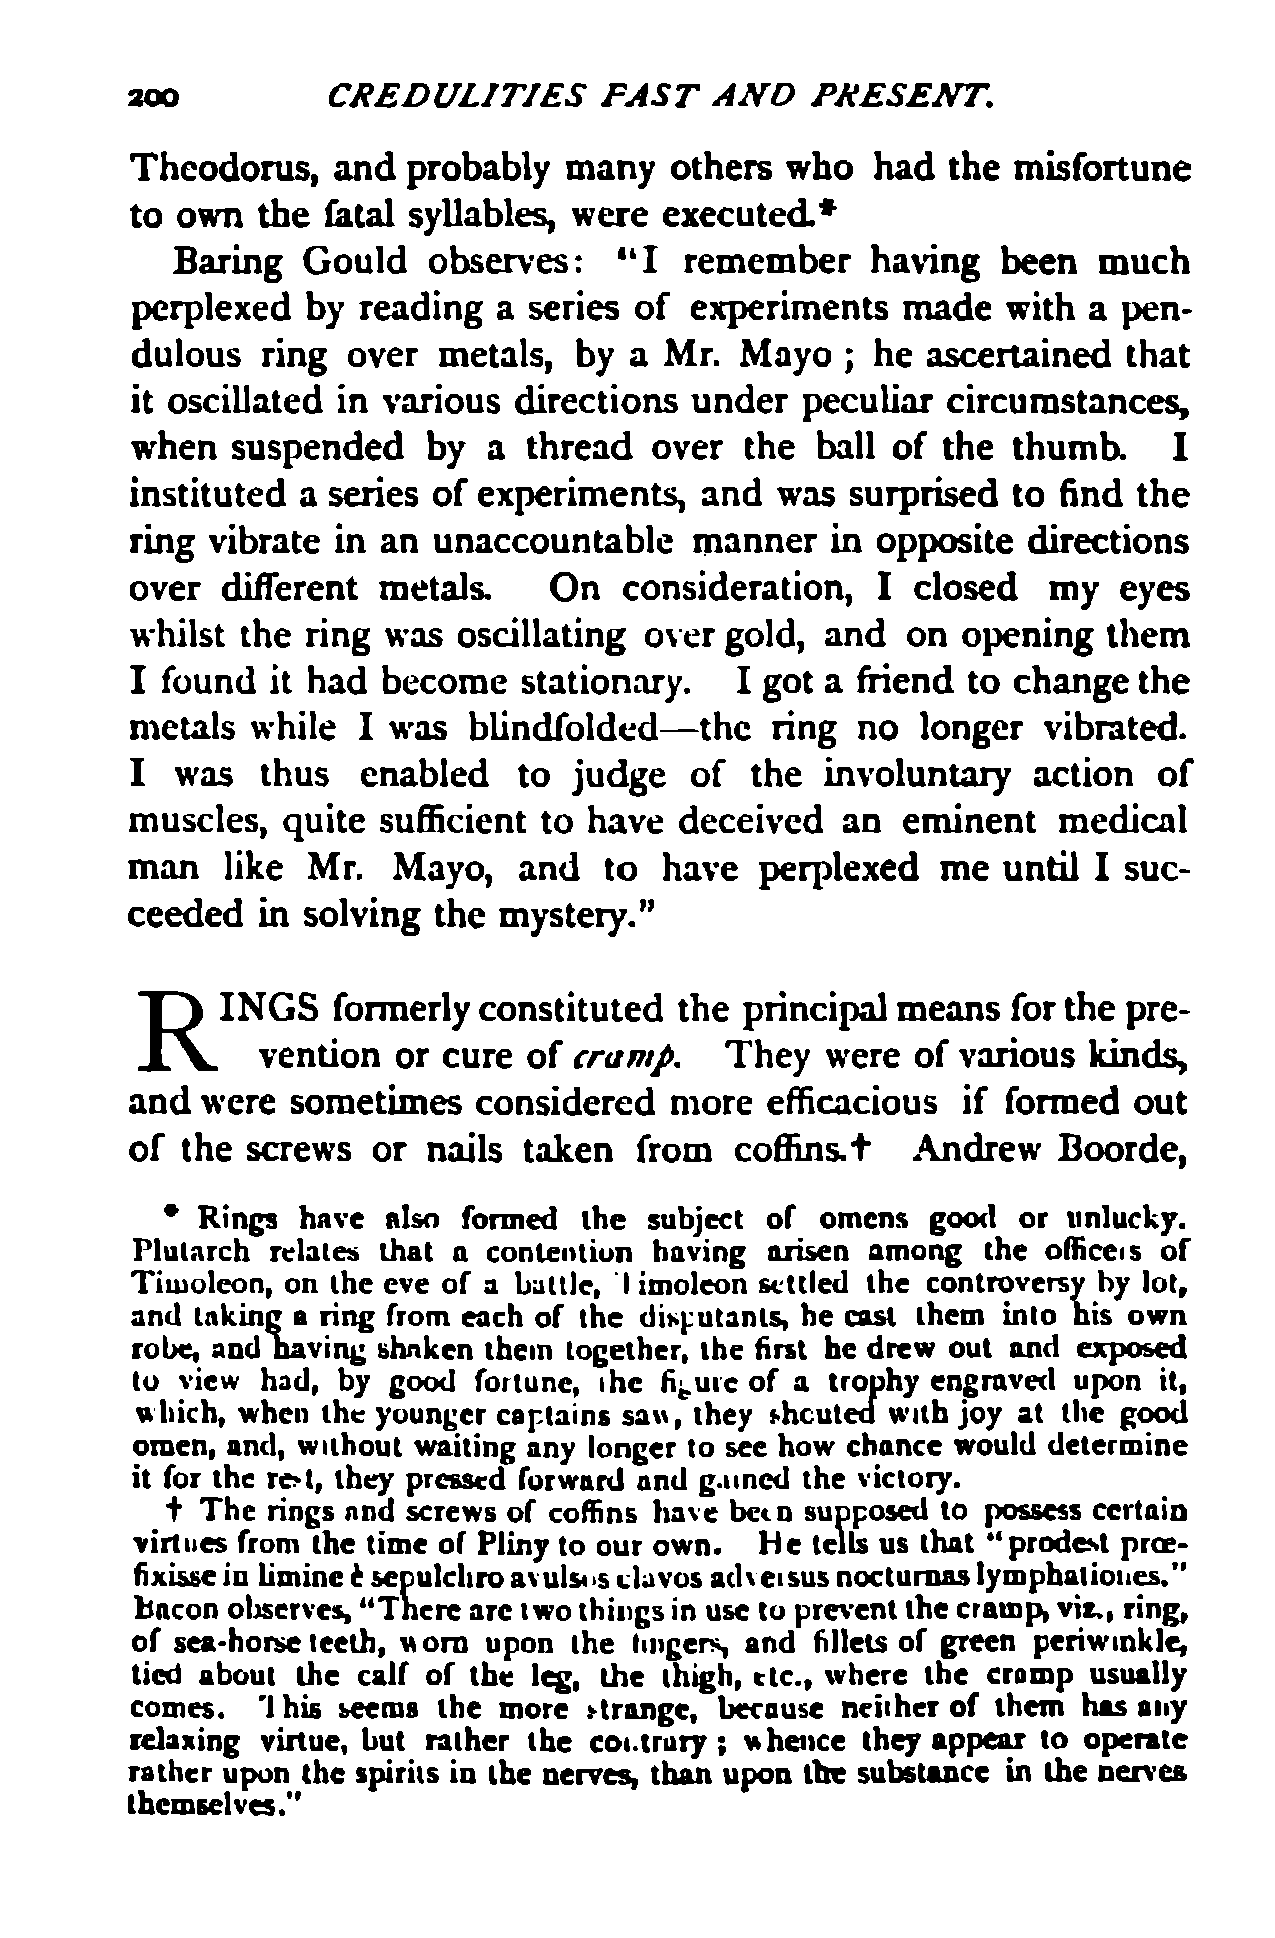 200 CREDULITIES PAST AND PRESENT.
Theodorus, and probably many others who had the misfortune
to own the fatal syllables, were executed.*
Baring Gould observes: "I remember having been much
perplexed by reading a series of experiments made with a pen-
dulous ring over metals, by a Mr. Mayo ; he ascertained that
it oscillated in various directions under peculiar circumstances,
when suspended by a thread over the ball of the thumb. I
instituted a series of experiments, and was surprised to find the
ring vibrate in an unaccountable manner in opposite directions
over different metals. On consideration, I closed my eyes
whilst the ring was oscillating over gold, and on opening them
I found it had become stationary. I got a friend to change the
metals while I was blindfolded—the ring no longer vibrated.
I was thus enabled to judge of the involuntary action of
muscles, quite sufficient to have deceived an eminent medical
man like Mr. Mayo, and to have perplexed me until I suc-
ceeded in solving the mystery."
RINGS formerly constituted the principal means for the pre-
vention or cure of cramp. They were of various kinds,
and were sometimes considered more efficacious if formed out
of the screws or nails taken from coffins.† Andrew Boorde,
* Rings have also formed the subject of omens good or unlucky.
Plutarch relates that a contention having arisen among the officers of
Timoleon, on the eve of a battle, Timoleon settled the controversy by lot,
and taking a ring from each of the disputants, he cast them into his own
robe, and having shaken them together, the first he drew out and exposed
to view had, by good fortune, the figure of a trophy engraved upon it,
which, when the younger captains saw, they shouted with joy at the good
omen, and, without waiting any longer to see how chance would determine
it for the rest, they pressed forward and gained the victory.
† The rings and screws of coffins have been supposed to possess certain
virtues from the time of Pliny to our own. He tells us that "prodest prœ-
fixisse in limine è sepulchro avulsos clavos adversus nocturnas lymphationes."
Bacon observes, "There are two things in use to prevent the cramp, viz., ring,
of sea-horse teeth, worn upon the fingers, and fillets of green periwinkle,
tied about the calf of the leg, the thigh, etc., where the cramp usually
comes. This seems the more strange, because neither of them has any
relaxing virtue, but rather the contrary ; whence they appear to operate
rather upon the spirits in the nerves, than upon the substance in the nerves
themselves."